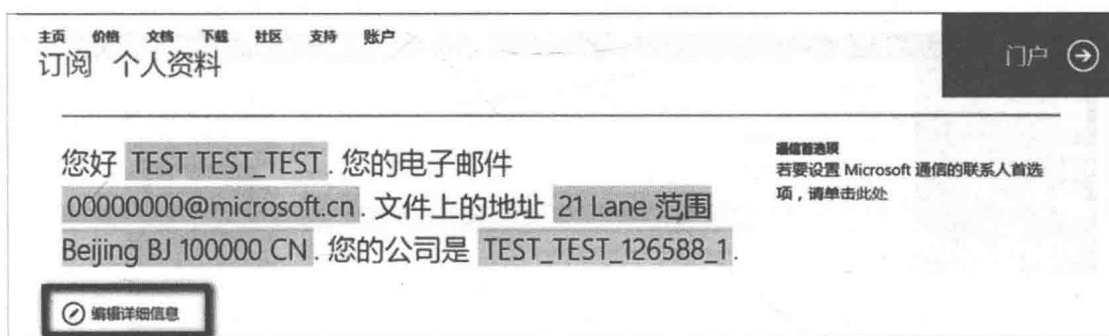 主页 价格 文档 下载 社区 支持 账户
订阅 个人资料
门户
您好 TEST TEST_TEST. 您的电子邮件
00000000@microsoft.cn. 文件上的地址 21 Lane 范围
Beijing BJ 100000 CN. 您的公司是 TEST_TEST_126588_1.
通信首选项
若要设置 Microsoft 通信的联系人首选
项，请单击此处
编辑详细信息